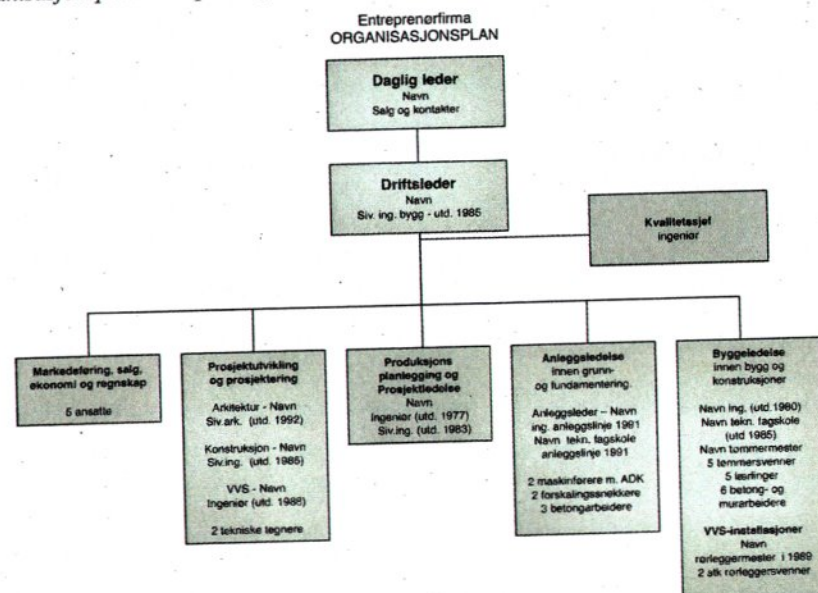 Entreprenørfirma
ORGANISASJONSPLAN
Daglig leder
Navn
Salg og kontakter
Driftsleder
Navn
Siv. ing. bygg - utd. 1985
Kvalitetssjef
ingeniør
Markedsføring, salg,
økonomi og regnskap
5 ansatte
Prosjektutvikling
og prosjektering
Arkitektur - Navn
Siv.ark. (utd. 1992)
Konstruksjon - Navn
Siv.ing. (utd. 1985)
VVS - Navn
Ingeniør (utd. 1986)
2 tekniske tegnere
Produksjons
planlegging og
Prosjektledelse
Navn
Ingeniør (utd. 1977)
Siv.ing. (utd. 1983)
Anleggsledelse
innen grunn-
og fundamentering
Anleggsleder – Navn
ing. anleggslinje 1991
Navn tekn. fagskole
anleggslinje 1991
2 maskinførere m. ADK
2 forskalingssnekkere
3 betongarbeidere
Byggeledelse
innen bygg og
konstruksjoner
Navn ing. (utd. 1980)
Navn tekn. fagskole
(utd 1985)
Navn tømmermester
5 tømmersvenner
5 lærlinger
6 betong- og
murarbeidere
VVS-installasjoner
Navn
rørleggermester i 1989
2 stk rørleggersvenner